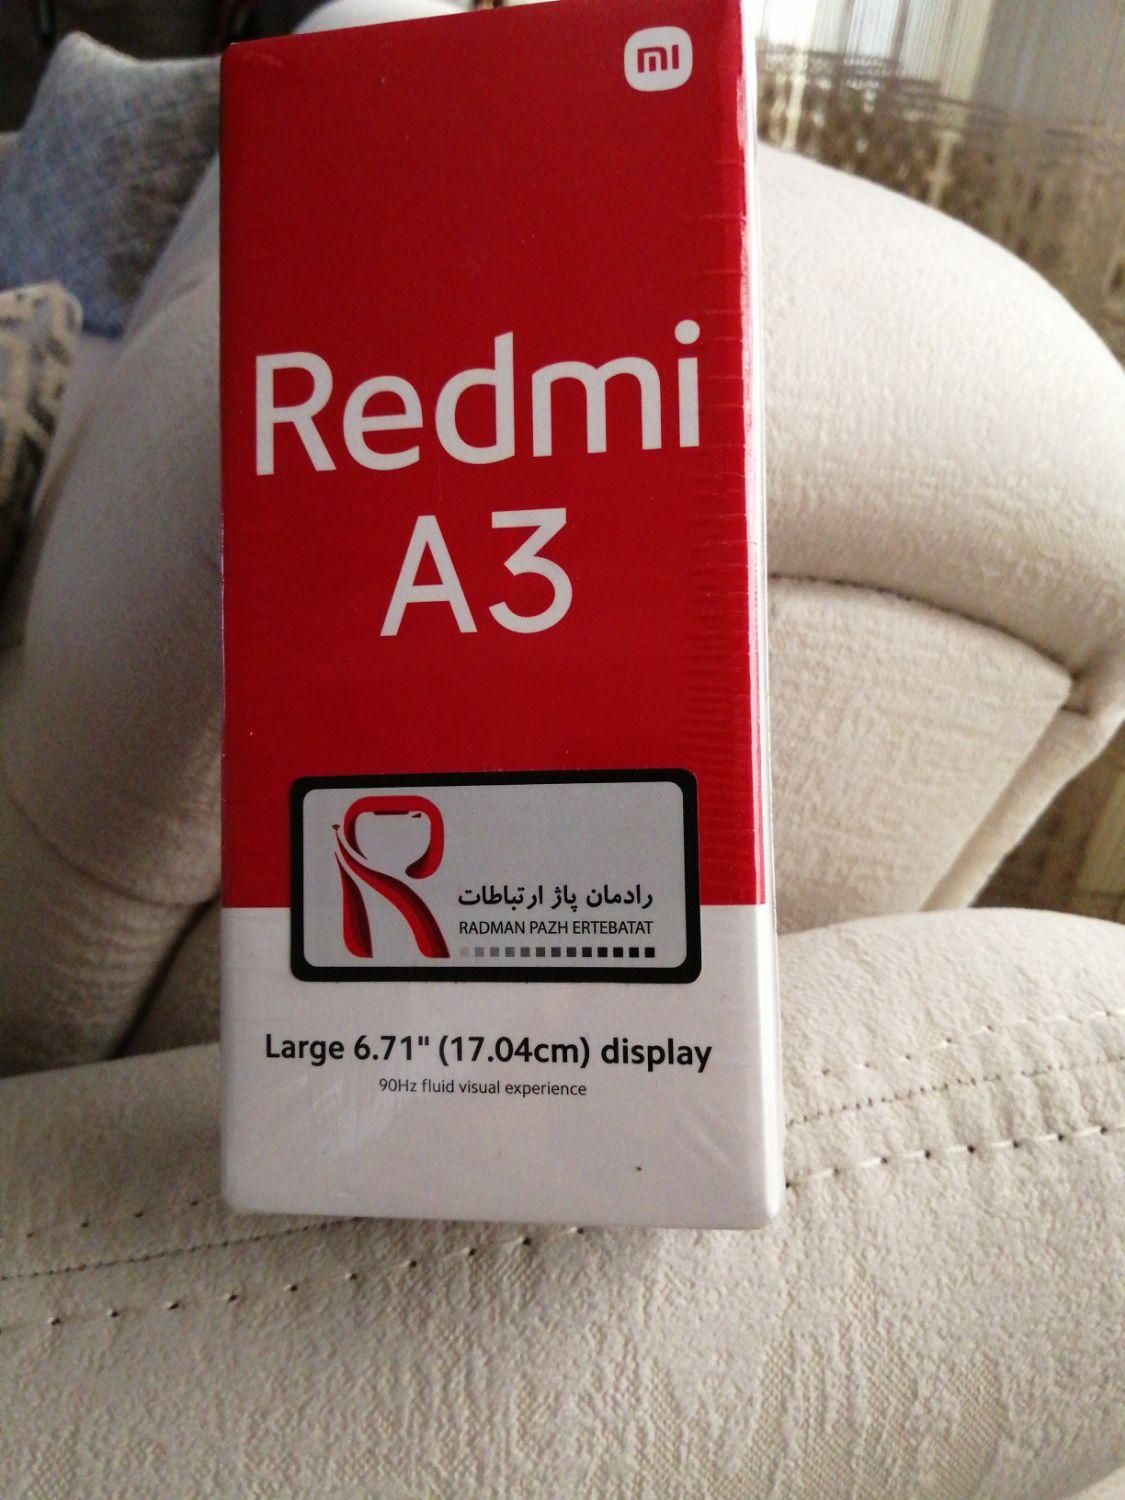 mi
Redmi
A3
رادمان پاژ ارتباطات
RADMAN PAZH ERTEBATAT
Large 6.71" (17.04cm) display
90Hz fluid visual experience